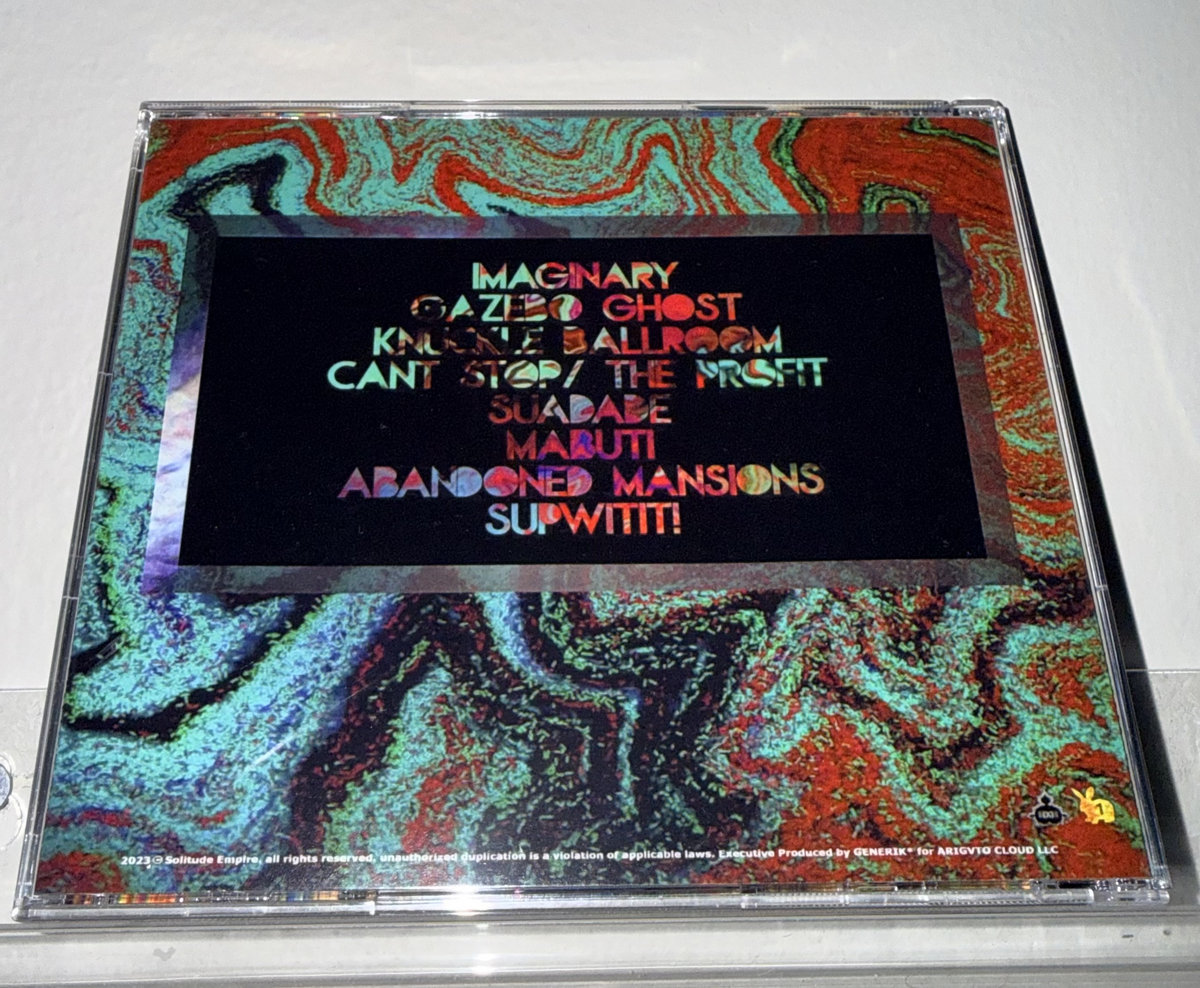 IMAGINARY
GAZEBO GHOST
KNUCKLE BALLROOM
CANT STOP/ THE PROFIT
SUADADE
MABUTI
ABANDONED MANSIONS
SUPWITIT!
2023 © Solitude Empire, all rights reserved, unauthorized duplication is a violation of applicable laws. Executive Produced by GENERIK* for ARIGVTO CLOUD LLC